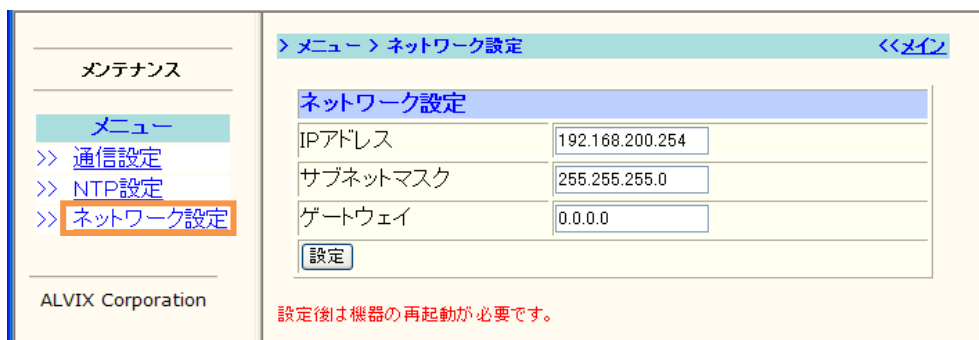 メンテナンス
メニュー
>> 通信設定
>> NTP設定
>> ネットワーク設定
ALVIX Corporation
> メニュー > ネットワーク設定 <<メイン
ネットワーク設定
IPアドレス 192.168.200.254
サブネットマスク 255.255.255.0
ゲートウェイ 0.0.0.0
設定
設定後は機器の再起動が必要です。